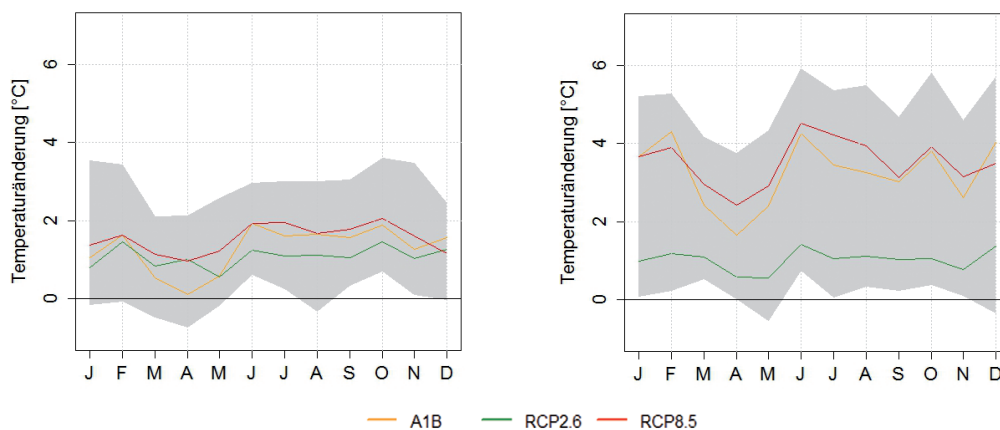 Temperaturänderung [°C]
6
4
2
0
J F M A M J J A S O N D
Temperaturänderung [°C]
6
4
2
0
J F M A M J J A S O N D
A1B RCP2.6 RCP8.5